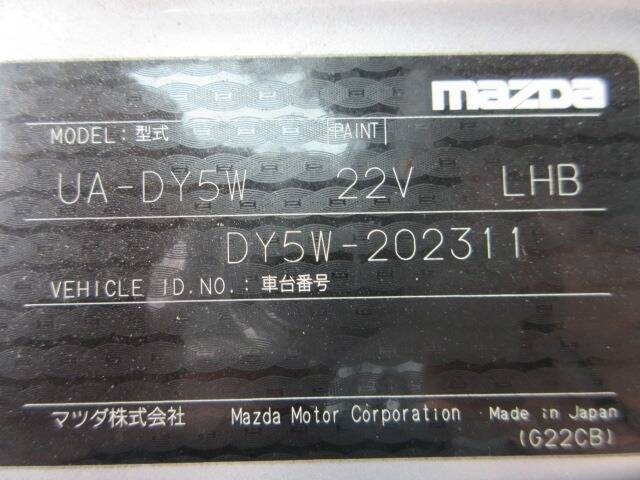 mazda
MODEL: 型式 PAINT
UA-DY5W 22V LHB
DY5W-202311
VEHICLE ID.NO.: 車台番号
マツダ株式会社 Mazda Motor Corporation Made in Japan
(G22CB)